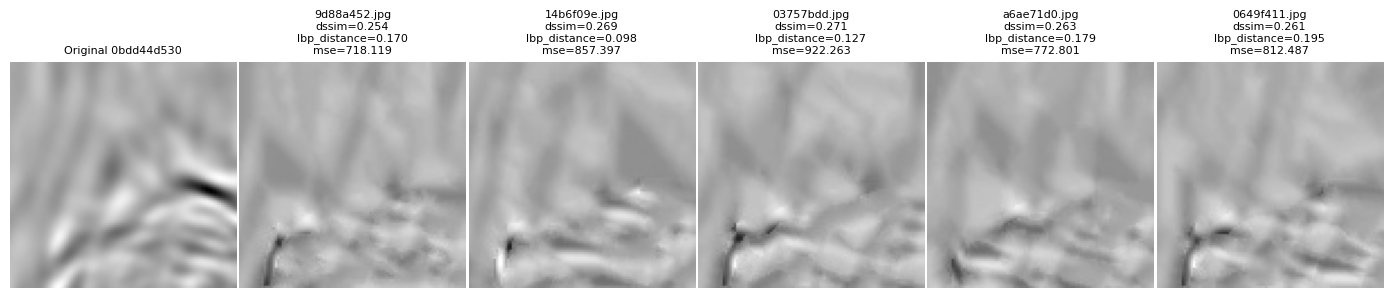 Original 0bdd44d530
9d88a452.jpg
dssim=0.254
lbp_distance=0.170
mse=718.119
14b6f09e.jpg
dssim=0.269
lbp_distance=0.098
mse=857.397
03757bdd.jpg
dssim=0.271
lbp_distance=0.127
mse=922.263
a6ae71d0.jpg
dssim=0.263
lbp_distance=0.179
mse=772.801
0649f411.jpg
dssim=0.261
lbp_distance=0.195
mse=812.487